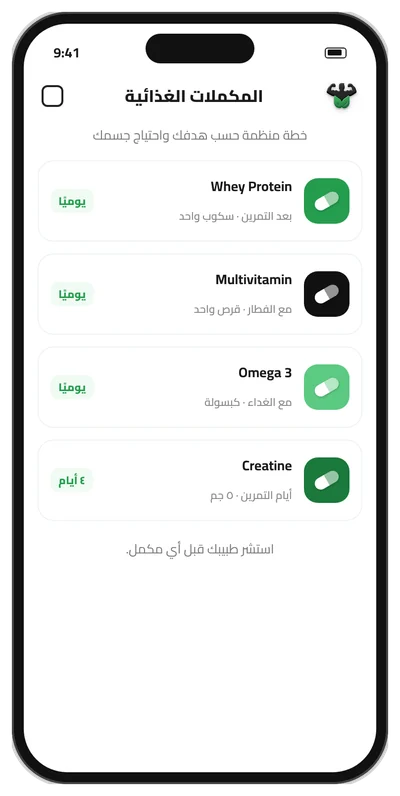 9:41
المكملات الغذائية
خطة منظمة حسب هدفك واحتياج جسمك
Whey Protein
بعد التمرين · سكوب واحد
يوميًا
Multivitamin
مع الفطار · قرص واحد
يوميًا
Omega 3
مع الغداء · كبسولة
يوميًا
Creatine
أيام التمرين · ٥ جم
٤ أيام
استشر طبيبك قبل أي مكمل.